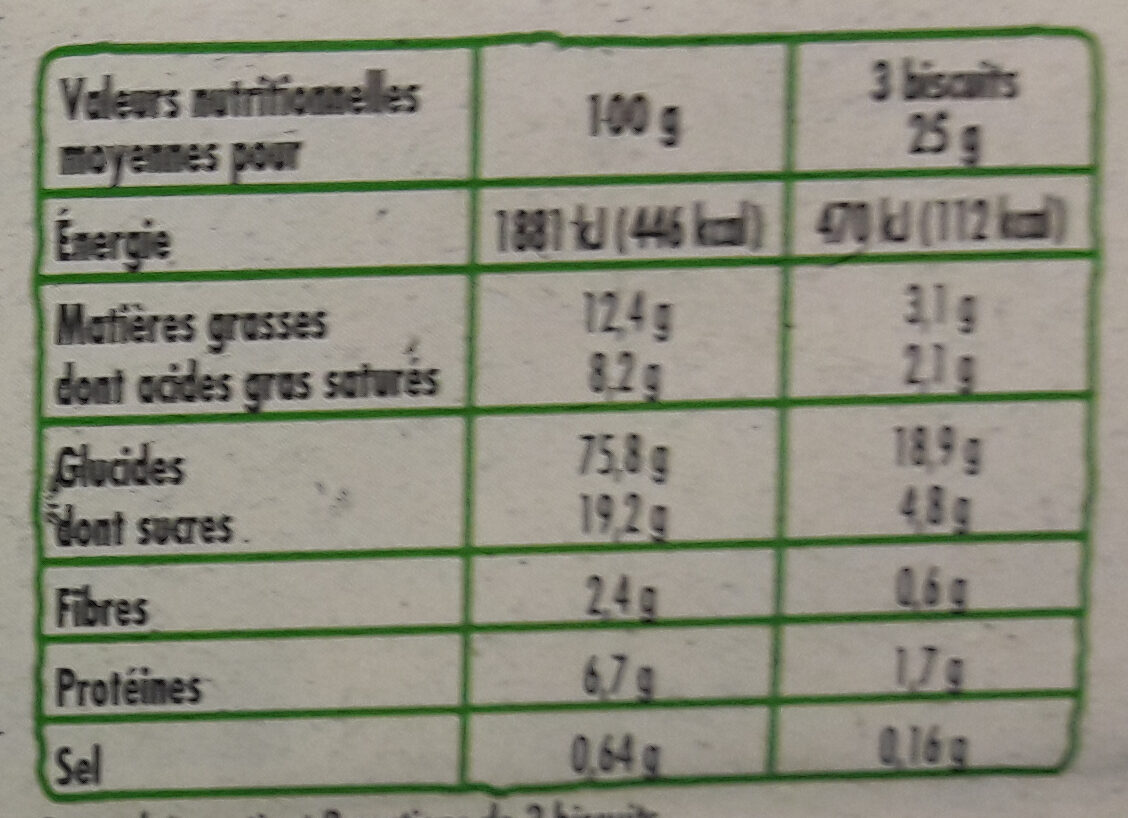 Valeurs nutritionnelles
moyennes pour
100 g
3 biscuits
25 g
Énergie
1881 kJ (446 kcal)
470 kJ (112 kcal)
Matières grasses
12,4 g
3,1 g
dont acides gras saturés
8,2 g
2,1 g
Glucides
75,8 g
18,9 g
dont sucres
19,2 g
4,8 g
Fibres
2,4 g
0,6 g
Protéines
6,7 g
1,7 g
Sel
0,64 g
0,16 g
de 3 biscuits